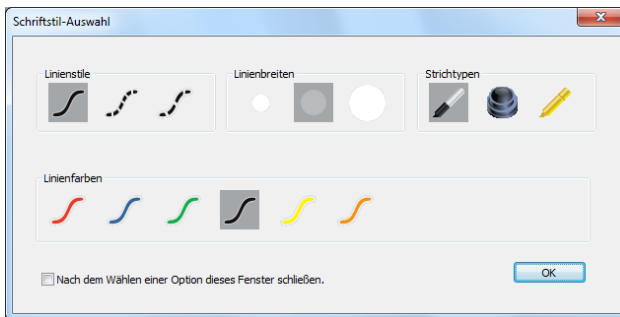 Schriftstil-Auswahl
Linienstile
Linienbreiten
Strichtypen
Linienfarben
Nach dem Wählen einer Option dieses Fenster schließen.
OK